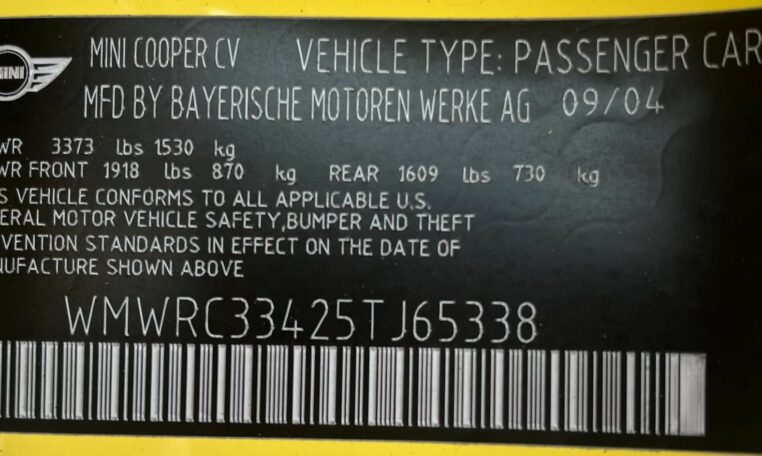 MINI
MINI COOPER CV VEHICLE TYPE: PASSENGER CAR
MFD BY BAYERISCHE MOTOREN WERKE AG 09/04
WR 3373 lbs 1530 kg
WR FRONT 1918 lbs 870 kg REAR 1609 lbs 730 kg
S VEHICLE CONFORMS TO ALL APPLICABLE U.S.
ERAL MOTOR VEHICLE SAFETY,BUMPER AND THEFT
VENTION STANDARDS IN EFFECT ON THE DATE OF
NUFACTURE SHOWN ABOVE
WMWRC33425TJ65338